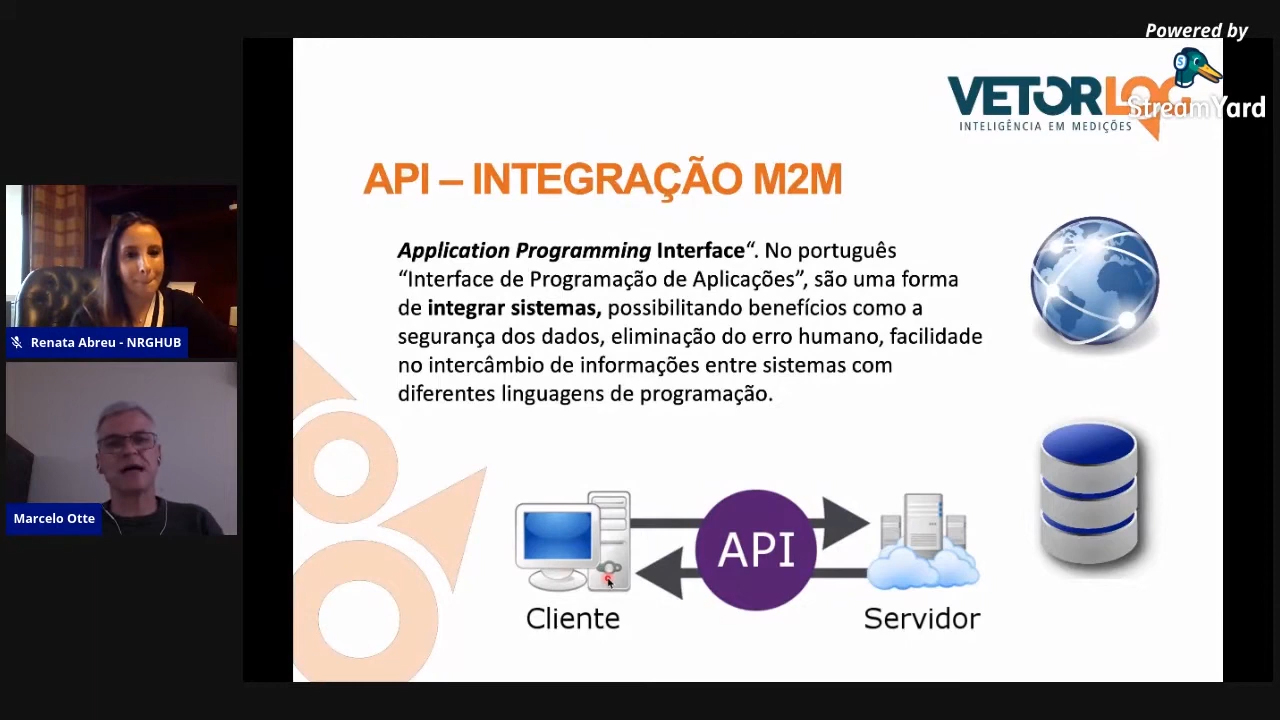 Powered by
StreamYard
VETORLOG
INTELIGÊNCIA EM MEDIÇÕES
API – INTEGRAÇÃO M2M
Application Programming Interface“. No português
“Interface de Programação de Aplicações”, são uma forma
de integrar sistemas, possibilitando benefícios como a
segurança dos dados, eliminação do erro humano, facilidade
no intercâmbio de informações entre sistemas com
diferentes linguagens de programação.
Renata Abreu - NRGHUB
Marcelo Otte
API
Cliente
Servidor